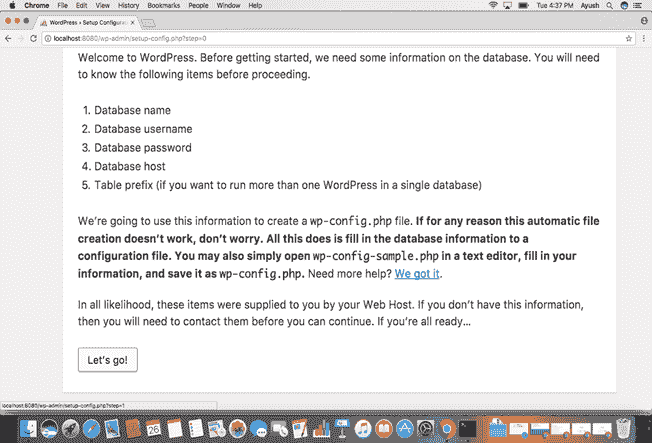 Chrome File Edit View History Bookmarks People Window Help
Tue 4:37 PM Ayush
WordPress › Setup Configura
Ayush
localhost:8080/wp-admin/setup-config.php?step=0
Welcome to WordPress. Before getting started, we need some information on the database. You will need
to know the following items before proceeding.
1. Database name
2. Database username
3. Database password
4. Database host
5. Table prefix (if you want to run more than one WordPress in a single database)
We're going to use this information to create a wp-config.php file. If for any reason this automatic file
creation doesn't work, don't worry. All this does is fill in the database information to a
configuration file. You may also simply open wp-config-sample.php in a text editor, fill in your
information, and save it as wp-config.php. Need more help? We got it.
In all likelihood, these items were supplied to you by your Web Host. If you don't have this information,
then you will need to contact them before you can continue. If you're all ready…
Let's go!
localhost:8080/wp-admin/setup-config.php?step=1
26